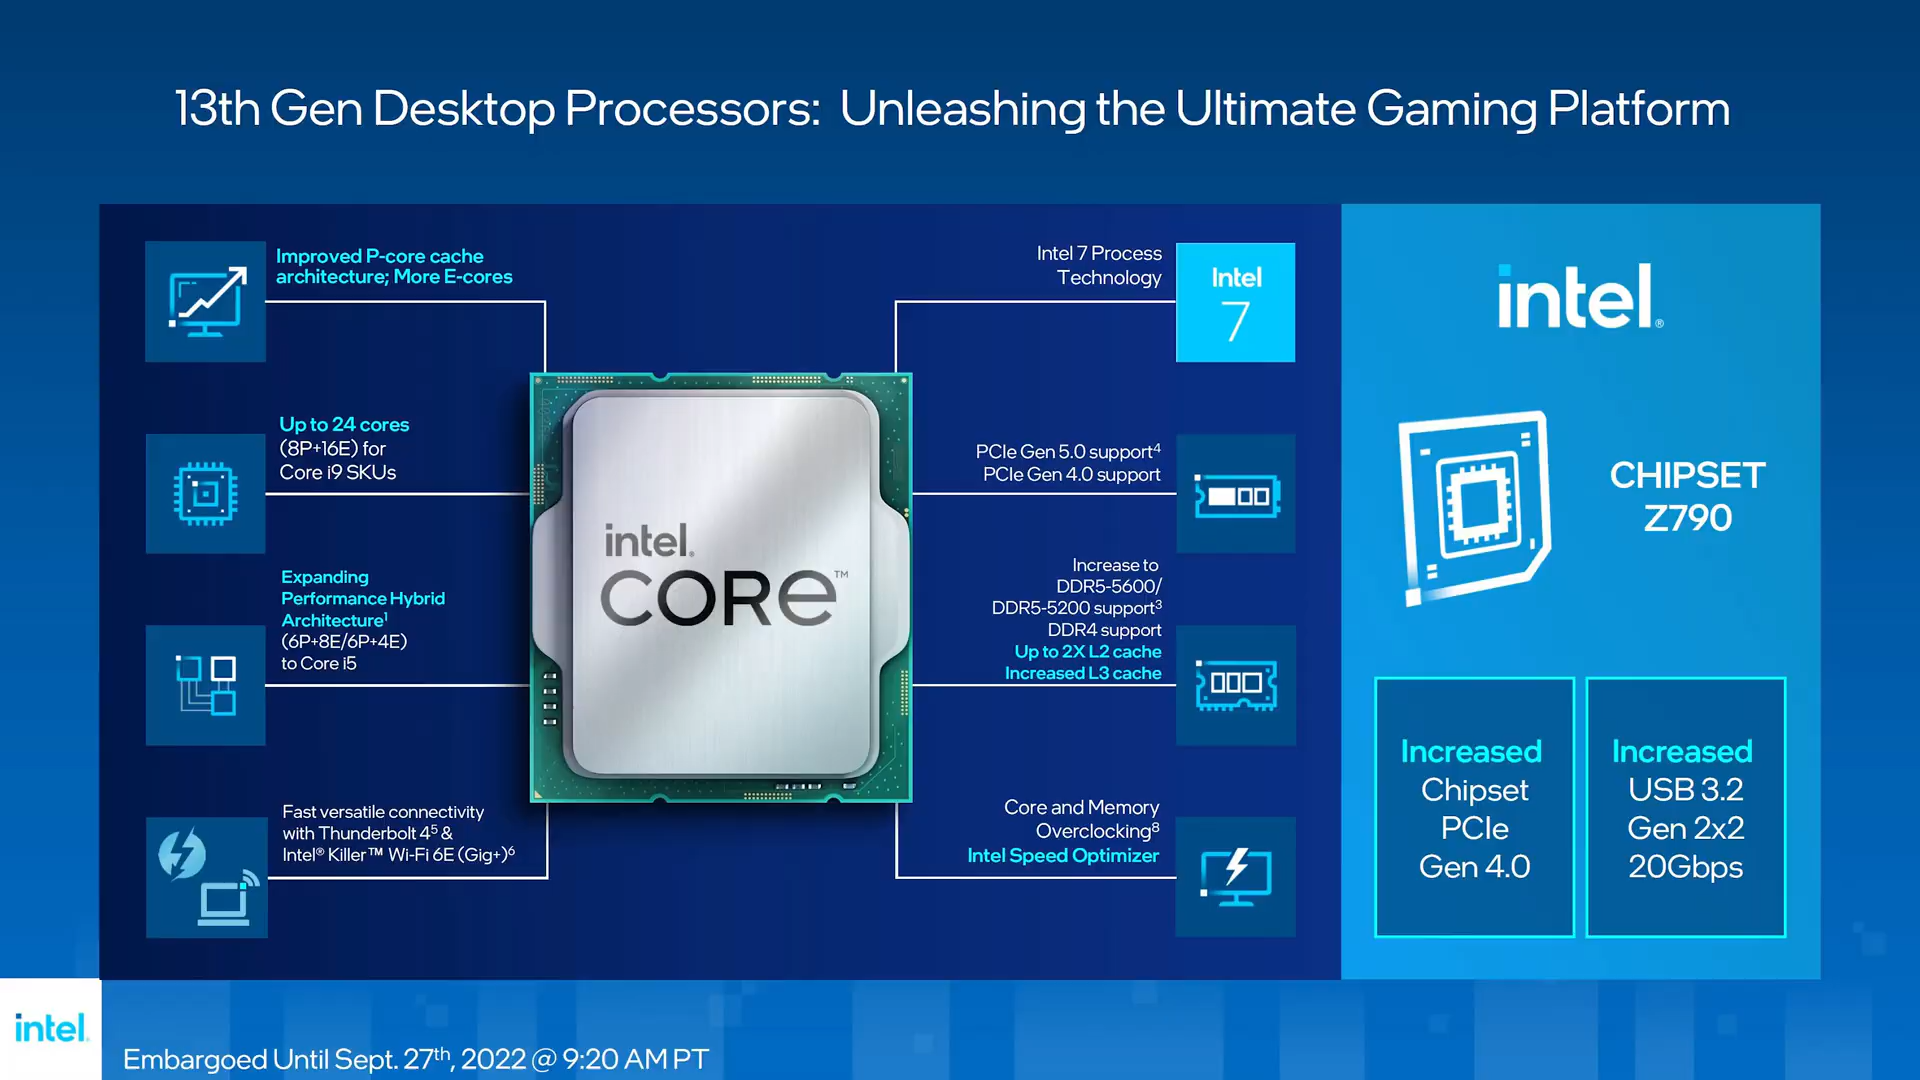 13th Gen Desktop Processors: Unleashing the Ultimate Gaming Platform
Improved P-core cache
architecture; More E-cores
Up to 24 cores
(8P+16E) for
Core i9 SKUs
Expanding
Performance Hybrid
Architecture¹
(6P+8E/6P+4E)
to Core i5
Fast versatile connectivity
with Thunderbolt 4⁵ &
Intel® Killer™ Wi-Fi 6E (Gig+)⁶
intel.
CORe™
Intel 7 Process
Technology
Intel
7
PCIe Gen 5.0 support⁴
PCIe Gen 4.0 support
Increase to
DDR5-5600/
DDR5-5200 support³
DDR4 support
Up to 2X L2 cache
Increased L3 cache
Core and Memory
Overclocking⁸
Intel Speed Optimizer
intel®
CHIPSET
Z790
Increased
Chipset
PCIe
Gen 4.0
Increased
USB 3.2
Gen 2x2
20Gbps
intel.
Embargoed Until Sept. 27th, 2022 @ 9:20 AM PT